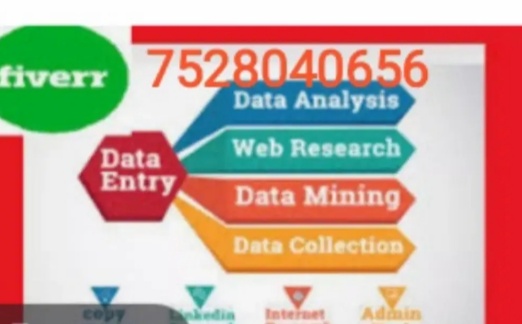 fiverr
7528040656
Data Analysis
Data
Entry
Web Research
Data Mining
Data Collection
copy
Linkedin
Internet
Admin